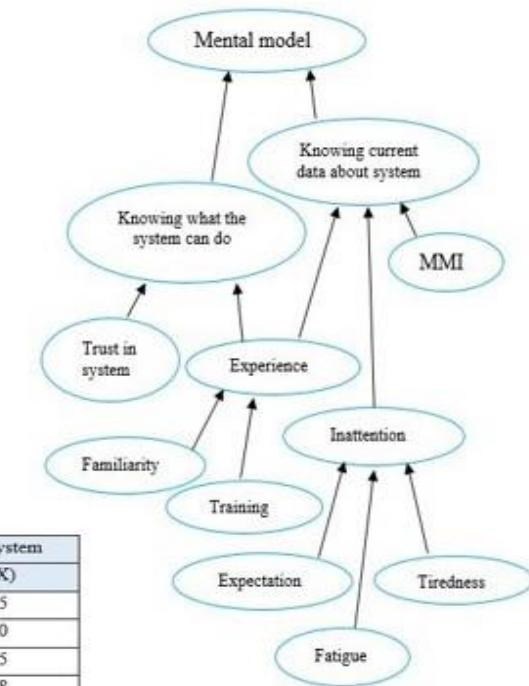 Mental model
Knowing current
data about system
Knowing what the
system can do
MMI
Trust in
system
Experience
Inattention
Familiarity
Training
Expectation
Tiredness
Fatigue
ystem
X)
5
0
5